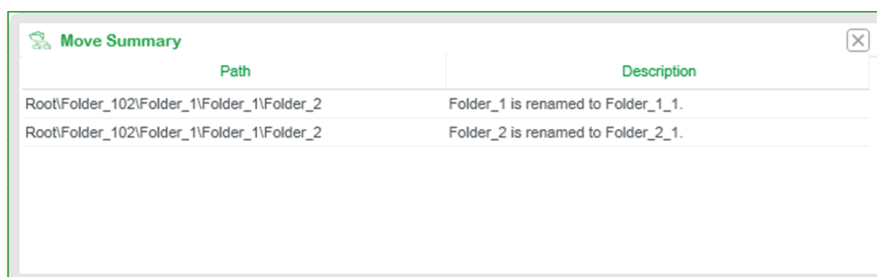 Move Summary
Path Description
Root\Folder_102\Folder_1\Folder_1\Folder_2 Folder_1 is renamed to Folder_1_1.
Root\Folder_102\Folder_1\Folder_1\Folder_2 Folder_2 is renamed to Folder_2_1.